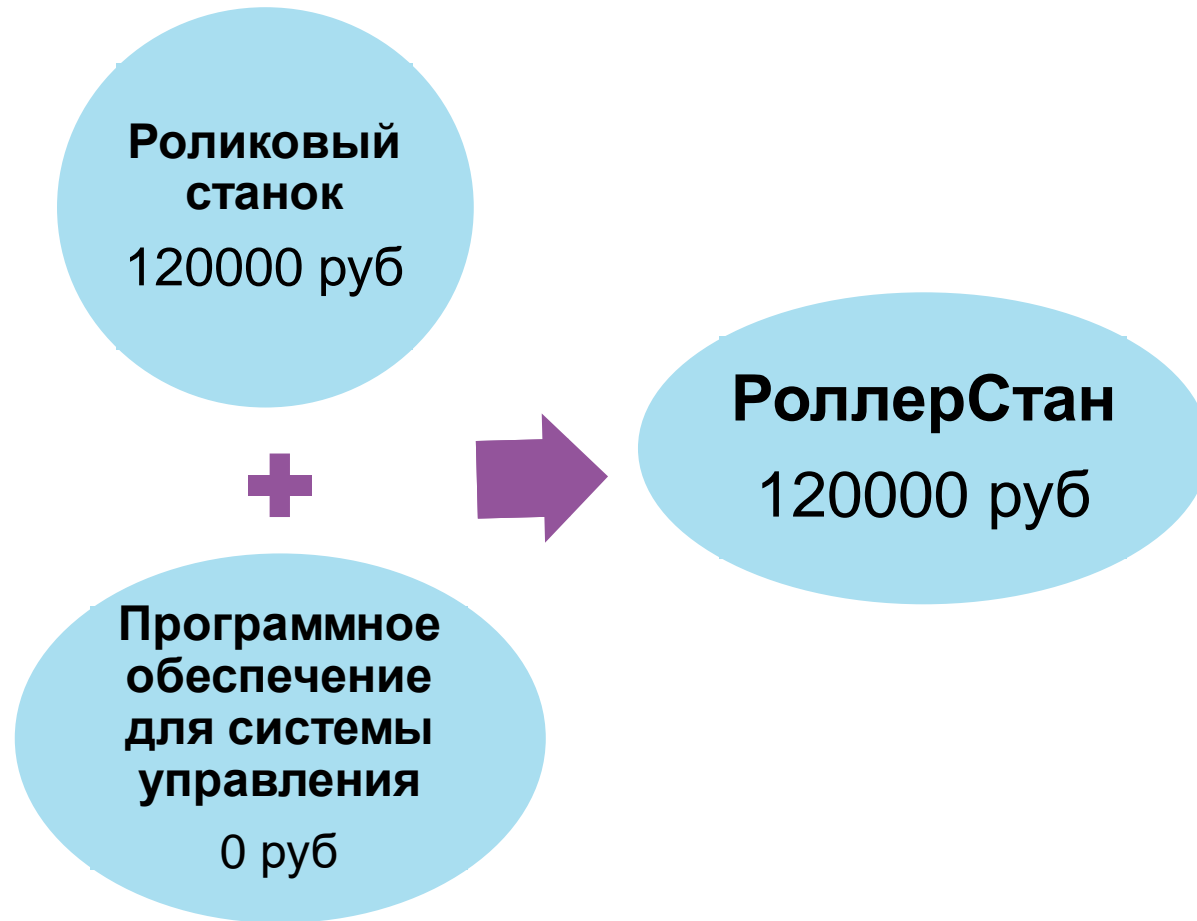 Роликовый
станок
120000 руб
РоллерСтан
120000 руб
Программное
обеспечение
для системы
управления
0 руб